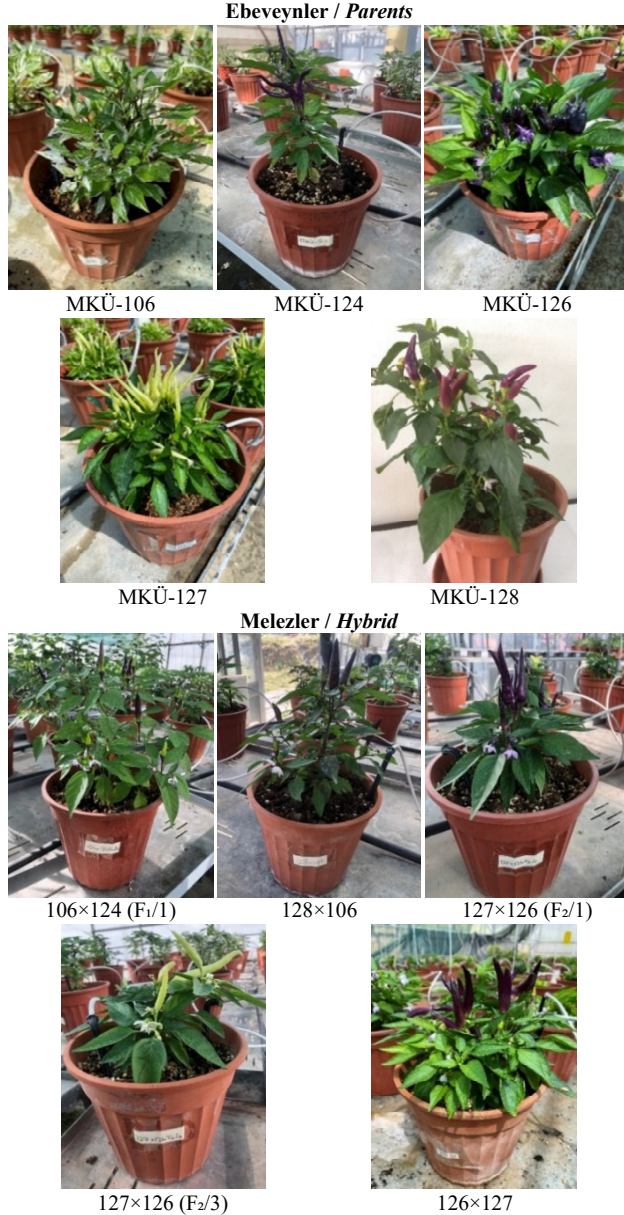 Ebeveynler / Parents
MKÜ-106 MKÜ-124 MKÜ-126
MKÜ-127 MKÜ-128
Melezler / Hybrid
106×124 (F₁/1) 128×106 127×126 (F₂/1)
127×126 (F₂/3) 126×127